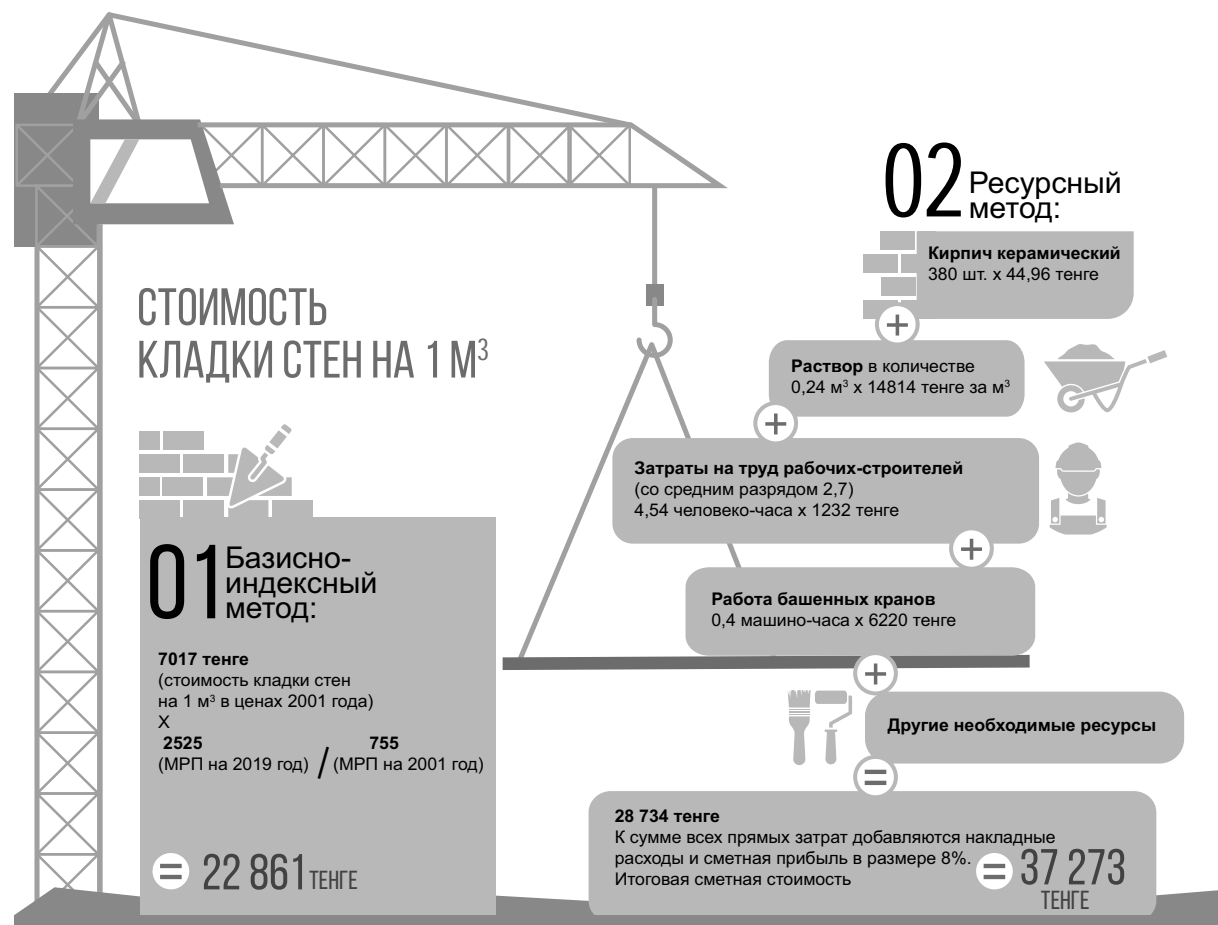 СТОИМОСТЬ
КЛАДКИ СТЕН НА 1 М³
01 Базисно-
индексный
метод:
7017 тенге
(стоимость кладки стен
на 1 м³ в ценах 2001 года)
Х
2525
(МРП на 2019 год)
/
755
(МРП на 2001 год)
= 22 861 ТЕНГЕ
02 Ресурсный
метод:
Кирпич керамический
380 шт. х 44,96 тенге
+
Раствор в количестве
0,24 м³ х 14814 тенге за м³
+
Затраты на труд рабочих-строителей
(со средним разрядом 2,7)
4,54 человеко-часа х 1232 тенге
+
Работа башенных кранов
0,4 машино-часа х 6220 тенге
+
Другие необходимые ресурсы
=
28 734 тенге
К сумме всех прямых затрат добавляются накладные
расходы и сметная прибыль в размере 8%.
Итоговая сметная стоимость
= 37 273
ТЕНГЕ